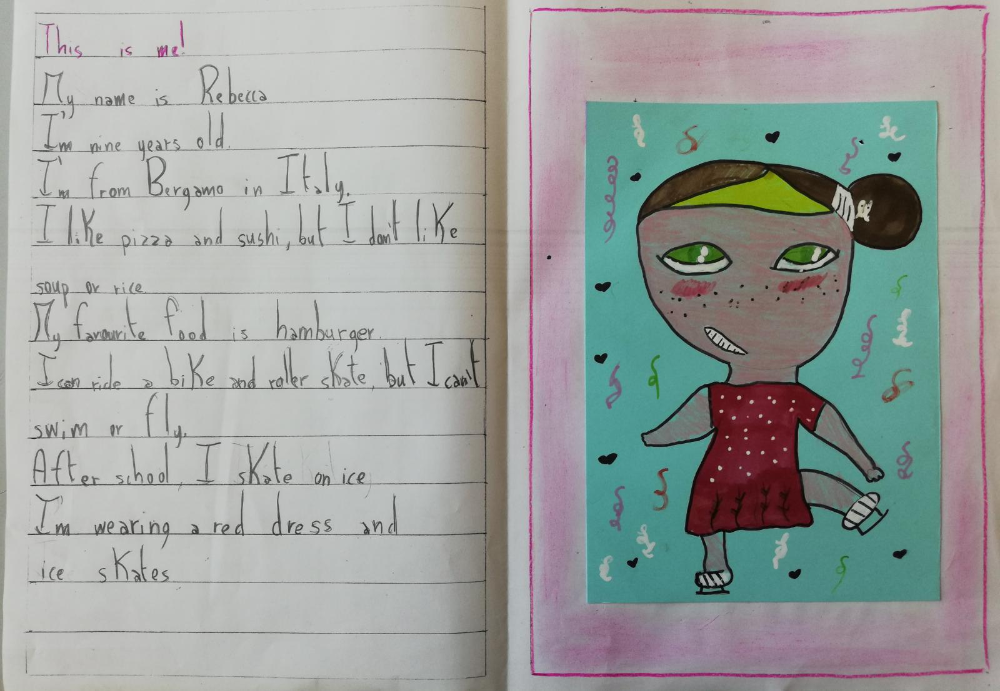 This is me!
My name is Rebecca
I'm nine years old.
I'm from Bergamo in Italy.
I like pizza and sushi, but I don't like
soup or rice
My favourite food is hamburger.
I can ride a bike and roller skate, but I can't
swim or fly.
After school, I skate on ice
I'm wearing a red dress and
ice skates